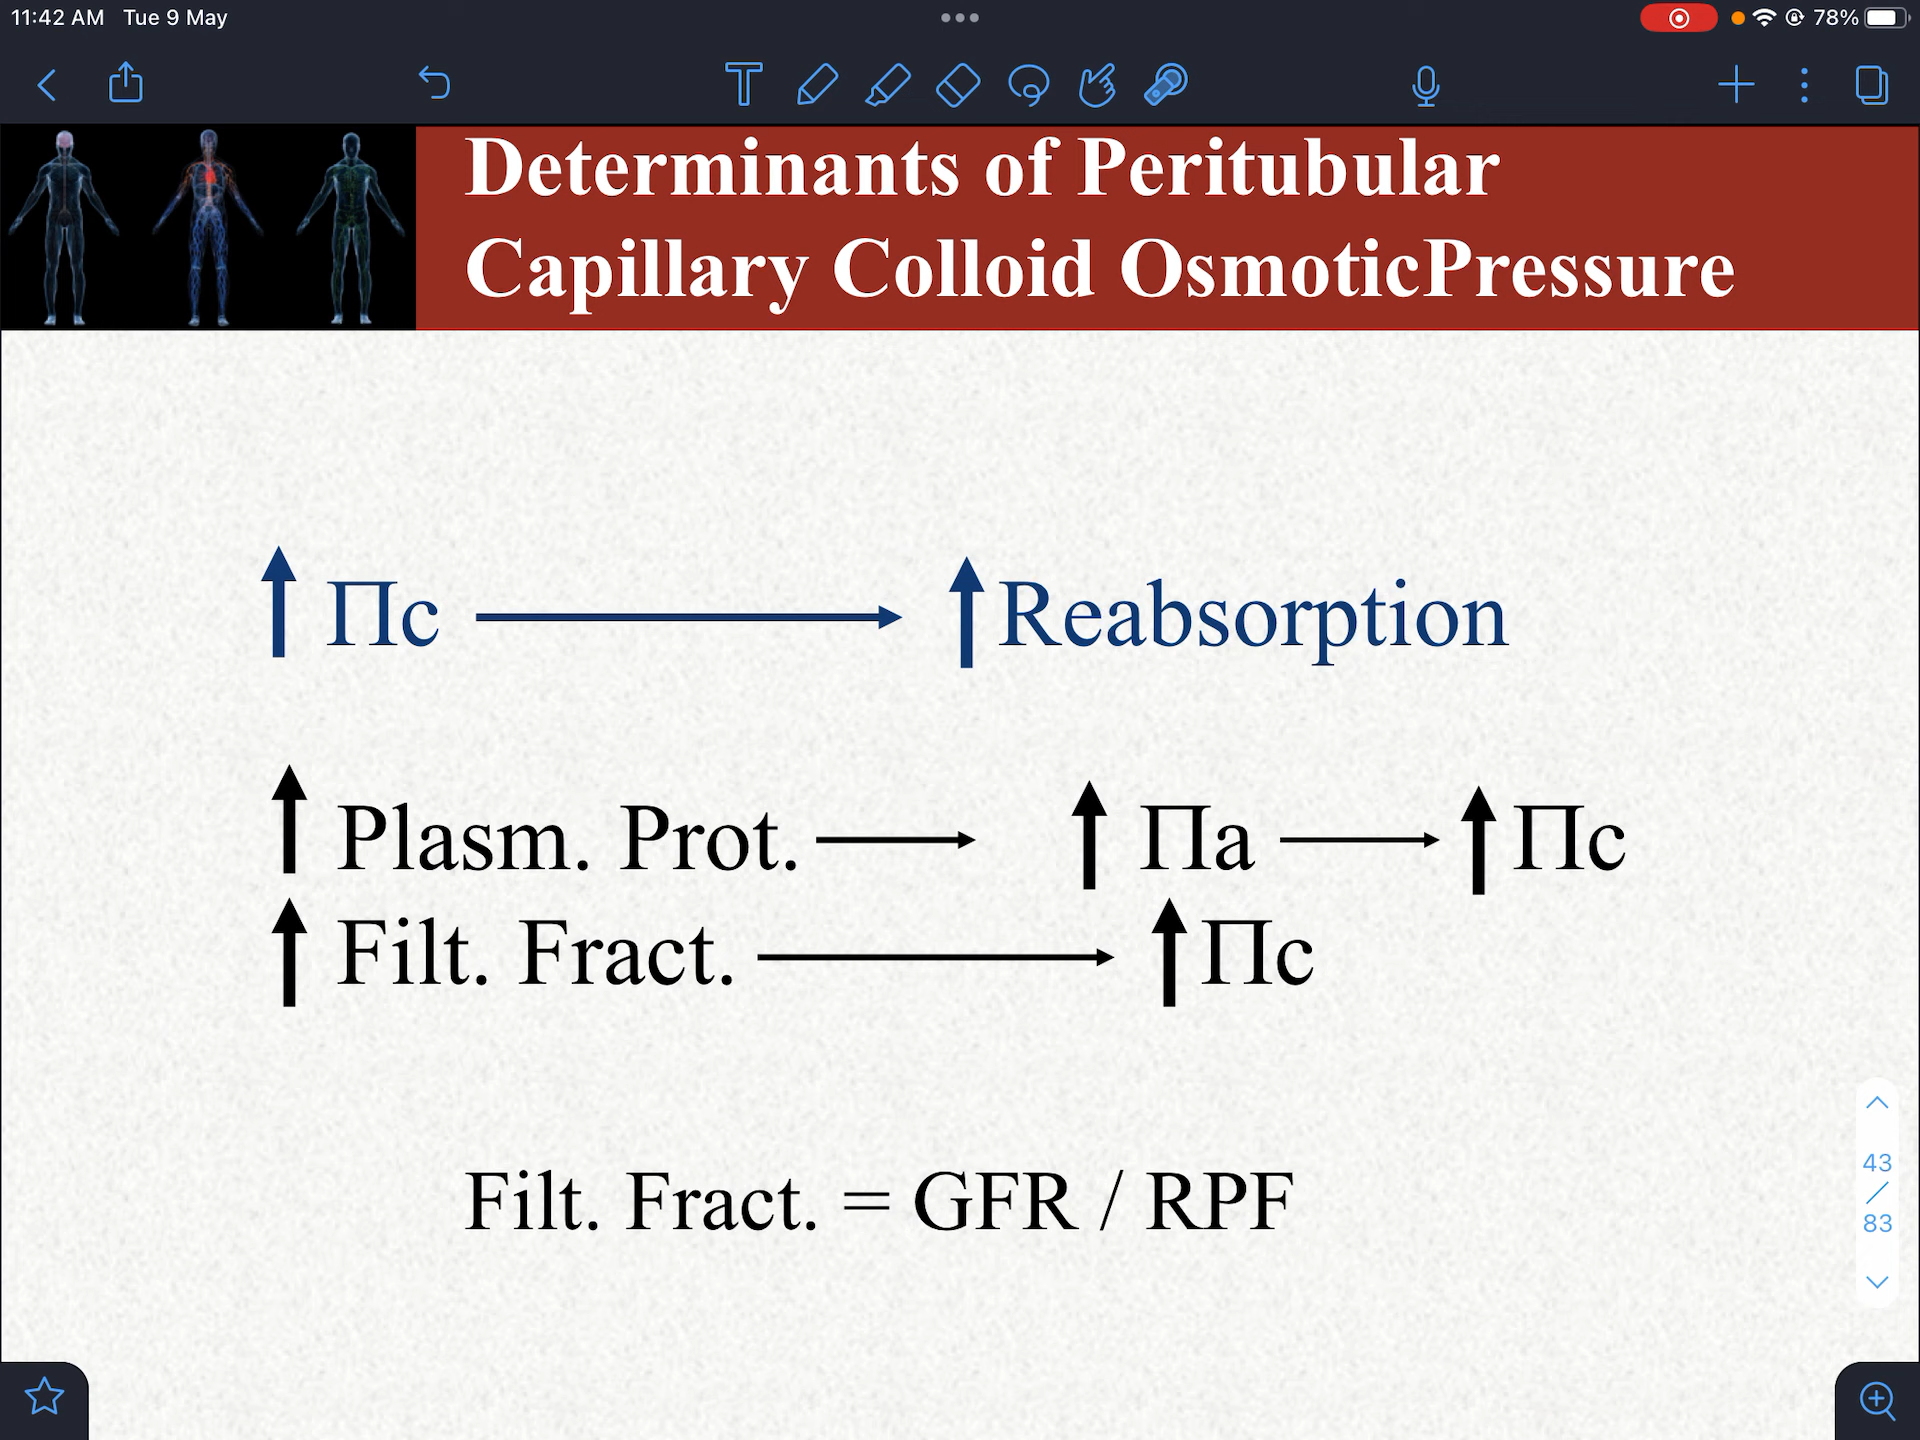 11:42 AM Tue 9 May
78%
Determinants of Peritubular
Capillary Colloid OsmoticPressure
↑ Πc → ↑ Reabsorption
↑ Plasm. Prot. → ↑ Πa → ↑ Πc
↑ Filt. Fract. → ↑ Πc
Filt. Fract. = GFR / RPF
43
/
83